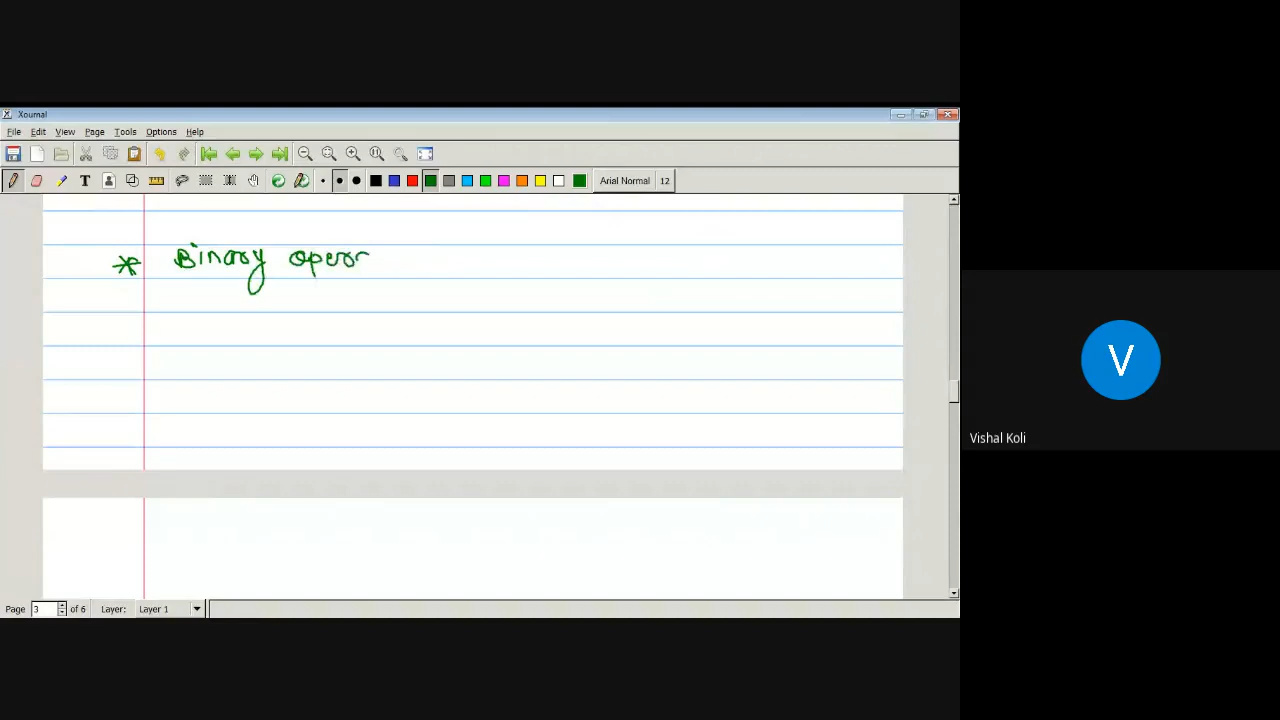 Xournal
File Edit View Page Tools Options Help
T Arial Normal 12
* Binary oper
V
Vishal Koli
Page 3 of 6 Layer: Layer 1